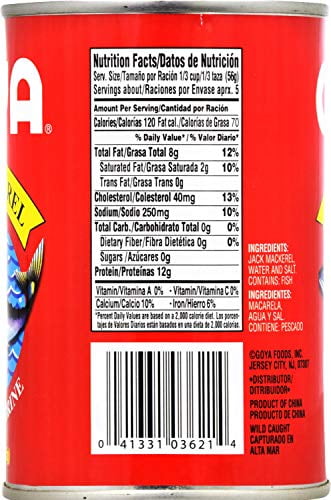 A®
REL
RINE
Nutrition Facts/Datos de Nutrición
Serv. Size/Tamaño por Ración 1/3 cup/1/3 taza (56g)
Servings about/Raciones por Envase aprx. 5
Amount Per Serving/Cantidad por Ración
Calories/Calorías 120 Fat cal./Calorías de Grasa 70
% Daily Value* / % Valor Diario*
Total Fat/Grasa Total 8g 12%
Saturated Fat/Grasa Saturada 2g 10%
Trans Fat/Grasa Trans 0g
Cholesterol/Colesterol 40mg 13%
Sodium/Sodio 250mg 10%
Total Carb./Carbohidrato Total 0g 0%
Dietary Fiber/Fibra Dietética 0g 0%
Sugars /Azúcares 0g
Protein/Proteínas 12g
Vitamin/Vitamina A 0% • Vitamin/Vitamina C 0%
Calcium/Calcio 10% • Iron/Hierro 6%
*Percent Daily Values are based on a 2,000 calorie diet. Los porcenta-
jes de Valores Diarios están basados en una dieta de 2,000 calorías.
0 41331 03621 4
INGREDIENTS:
JACK MACKEREL,
WATER AND SALT.
CONTAINS: FISH
INGREDIENTES:
MACARELA,
AGUA Y SAL.
CONTIENE: PESCADO
©GOYA FOODS, INC.
JERSEY CITY, NJ, 07307
•DISTRIBUTOR/
DITRIBUIDOR•
PRODUCT OF CHINA
PRODUCTO DE CHINA
WILD CAUGHT
CAPTURADO EN
ALTA MAR